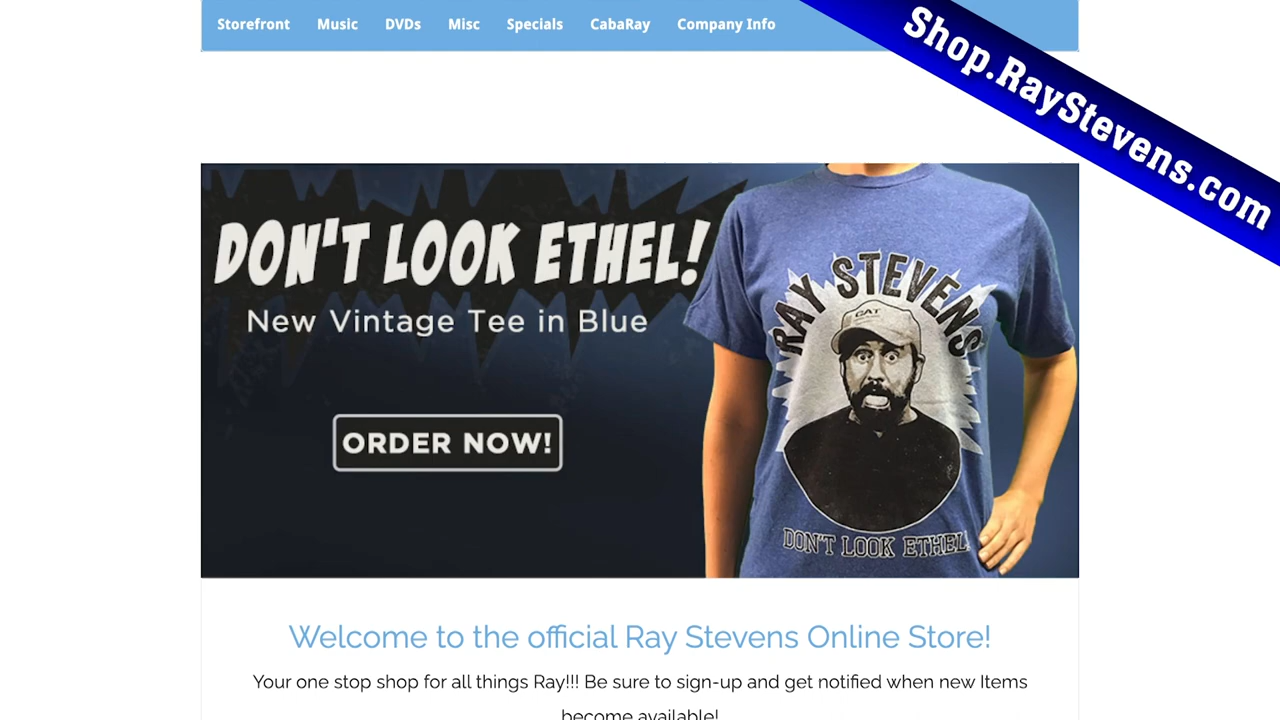 Storefront Music DVDs Misc Specials CabaRay Company Info
Shop.RayStevens.com
DON'T LOOK ETHEL!
New Vintage Tee in Blue
ORDER NOW!
RAY STEVENS
CAT
DON'T LOOK ETHEL!
Welcome to the official Ray Stevens Online Store!
Your one stop shop for all things Ray!!! Be sure to sign-up and get notified when new Items
become available!